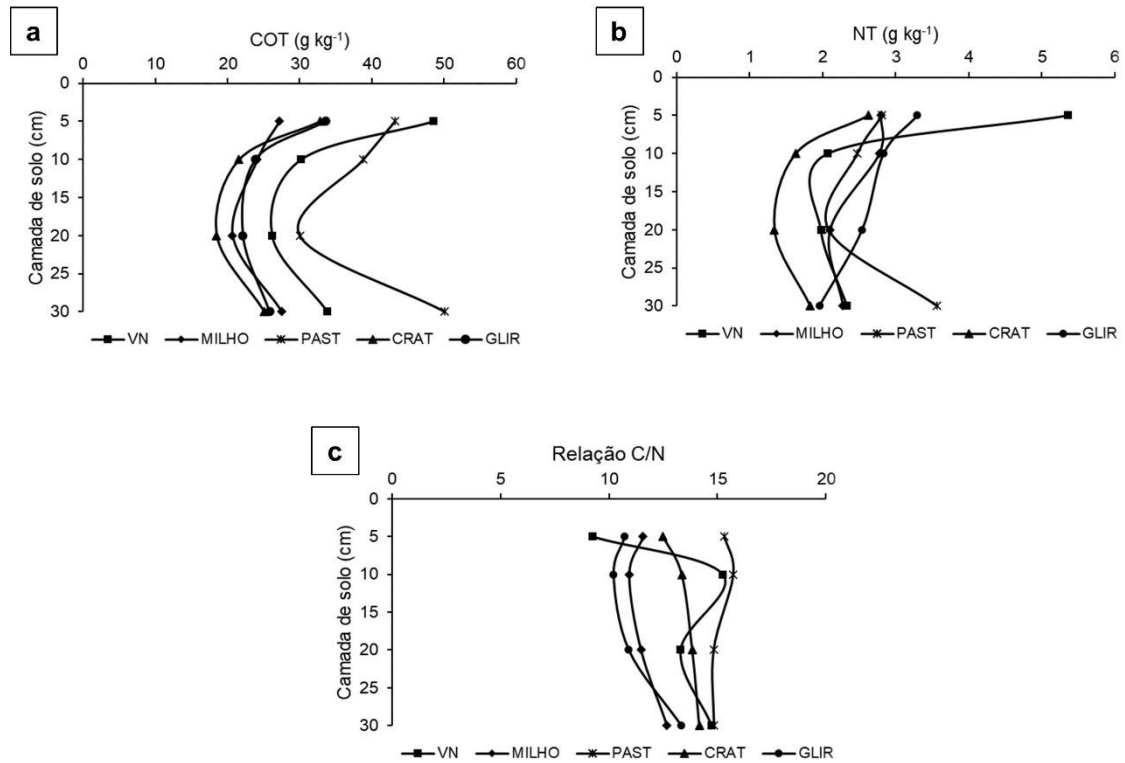 a
COT (g kg⁻¹)
0 10 20 30 40 50 60
Camada de solo (cm)
0
5
10
15
20
25
30
VN MILHO PAST CRAT GLIR
b
NT (g kg⁻¹)
0 1 2 3 4 5 6
Camada de solo (cm)
0
5
10
15
20
25
30
VN MILHO PAST CRAT GLIR
c
Relação C/N
0 5 10 15 20
Camada de solo (cm)
0
5
10
15
20
25
30
VN MILHO PAST CRAT GLIR